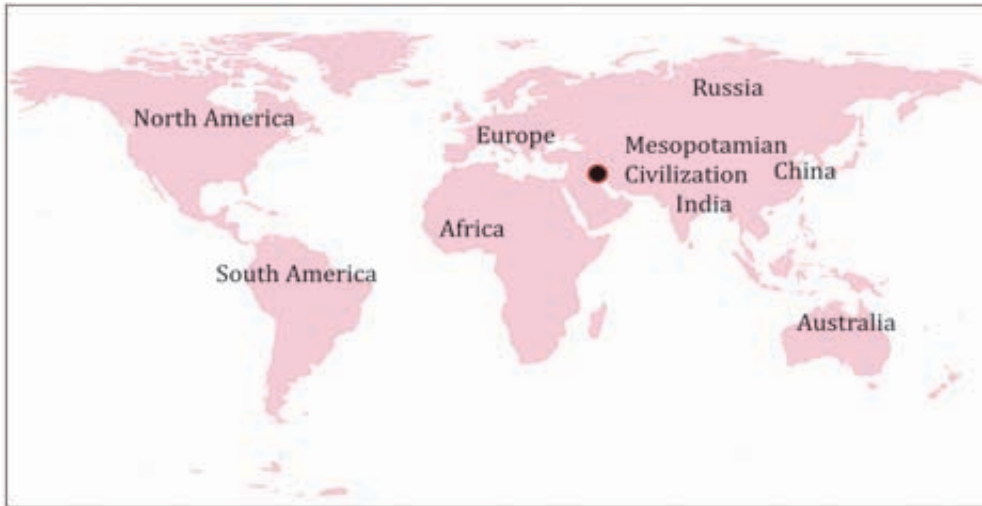 Russia
North America
Europe
Mesopotamian
Civilization
China
India
Africa
South America
Australia